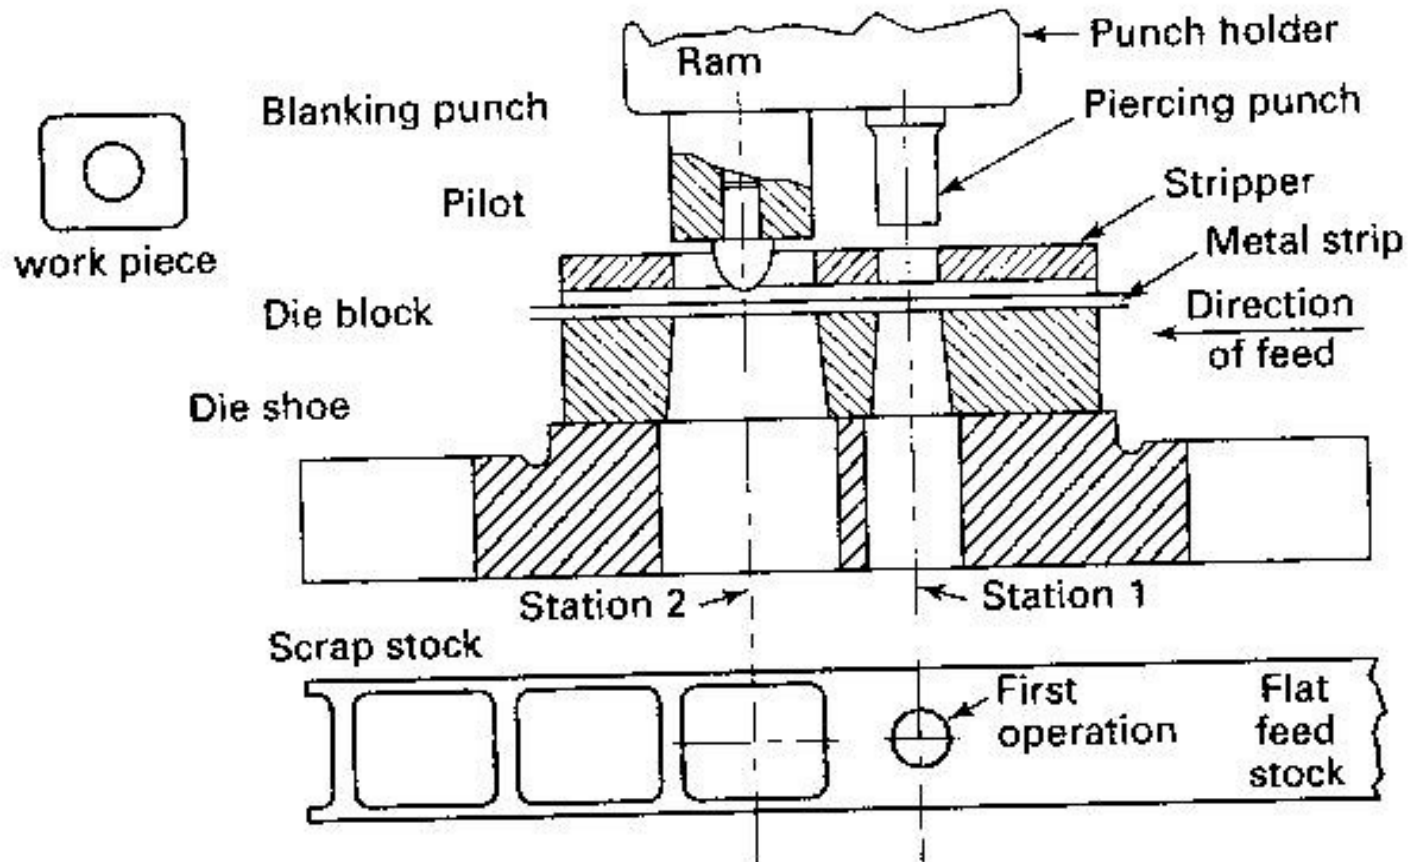 Punch holder
Ram
Blanking punch
Piercing punch
Pilot
Stripper
work piece
Metal strip
Die block
Direction
of feed
Die shoe
Station 2
Station 1
Scrap stock
First
operation
Flat
feed
stock